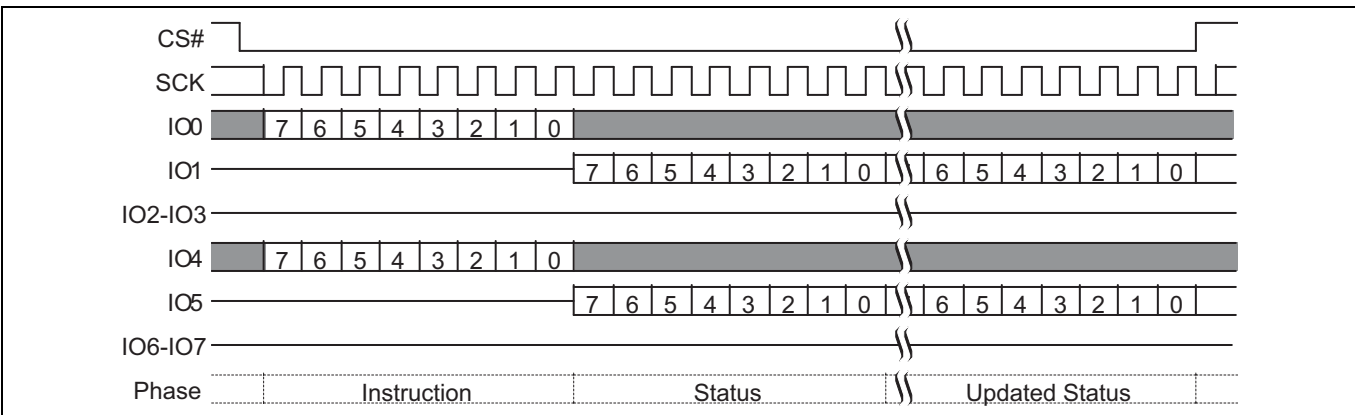 CS#
SCK
IO0 7 6 5 4 3 2 1 0
IO1 7 6 5 4 3 2 1 0 6 5 4 3 2 1 0
IO2-IO3
IO4 7 6 5 4 3 2 1 0
IO5 7 6 5 4 3 2 1 0 6 5 4 3 2 1 0
IO6-IO7
Phase Instruction Status Updated Status